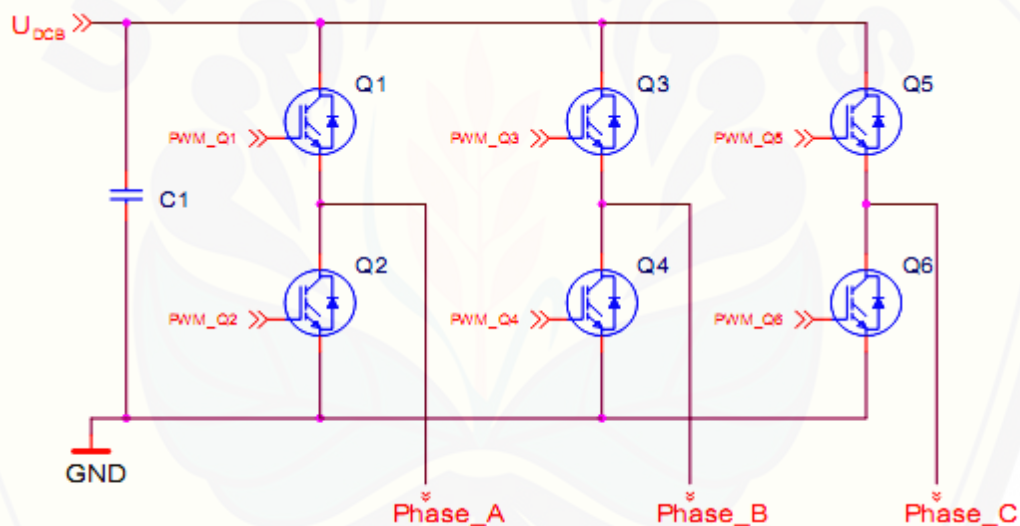 U_DCB
Q1
Q3
Q5
PWM_Q1
PWM_Q3
PWM_Q5
C1
Q2
Q4
Q6
PWM_Q2
PWM_Q4
PWM_Q6
GND
Phase_A
Phase_B
Phase_C